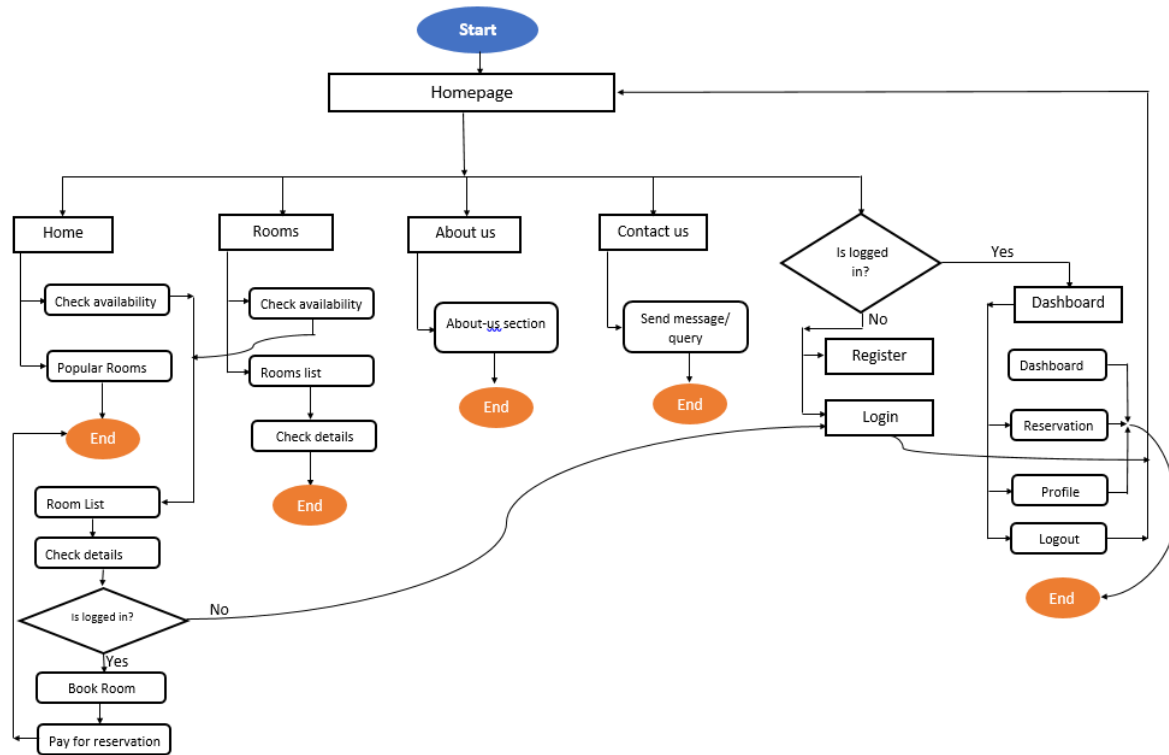 Start
Homepage
Home
Rooms
About us
Contact us
Is logged
in?
Yes
No
Check availability
Popular Rooms
End
Check availability
Rooms list
Check details
End
About-us section
End
Send message/
query
End
Register
Login
Dashboard
Dashboard
Reservation
Profile
Logout
End
Room List
Check details
Is logged in?
No
Yes
Book Room
Pay for reservation